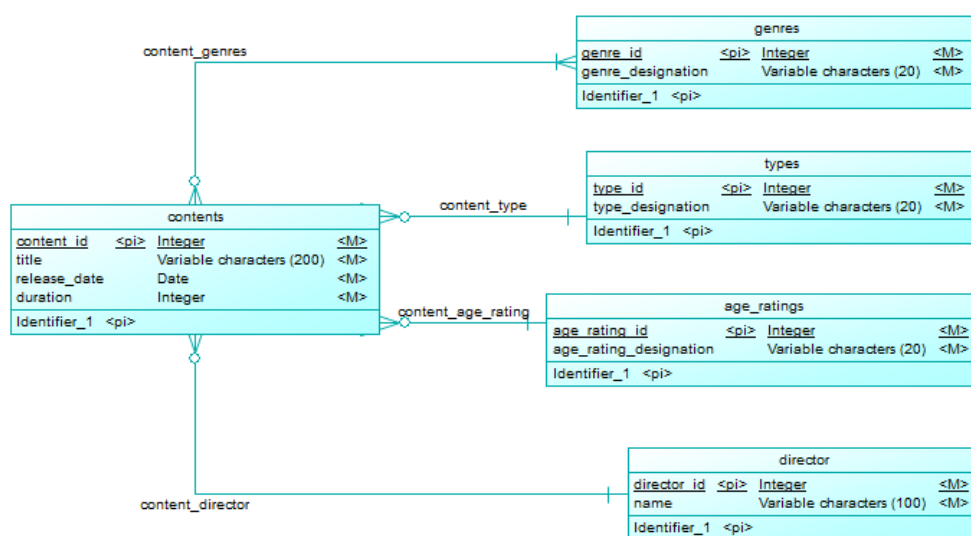 genres
genre_id <pi> Integer <M>
genre_designation Variable characters (20) <M>
Identifier_1 <pi>
content_genres
types
type_id <pi> Integer <M>
type_designation Variable characters (20) <M>
Identifier_1 <pi>
content_type
contents
content_id <pi> Integer <M>
title Variable characters (200) <M>
release_date Date <M>
duration Integer <M>
Identifier_1 <pi>
content_age_rating
age_ratings
age_rating_id <pi> Integer <M>
age_rating_designation Variable characters (20) <M>
Identifier_1 <pi>
director
director_id <pi> Integer <M>
name Variable characters (100) <M>
Identifier_1 <pi>
content_director